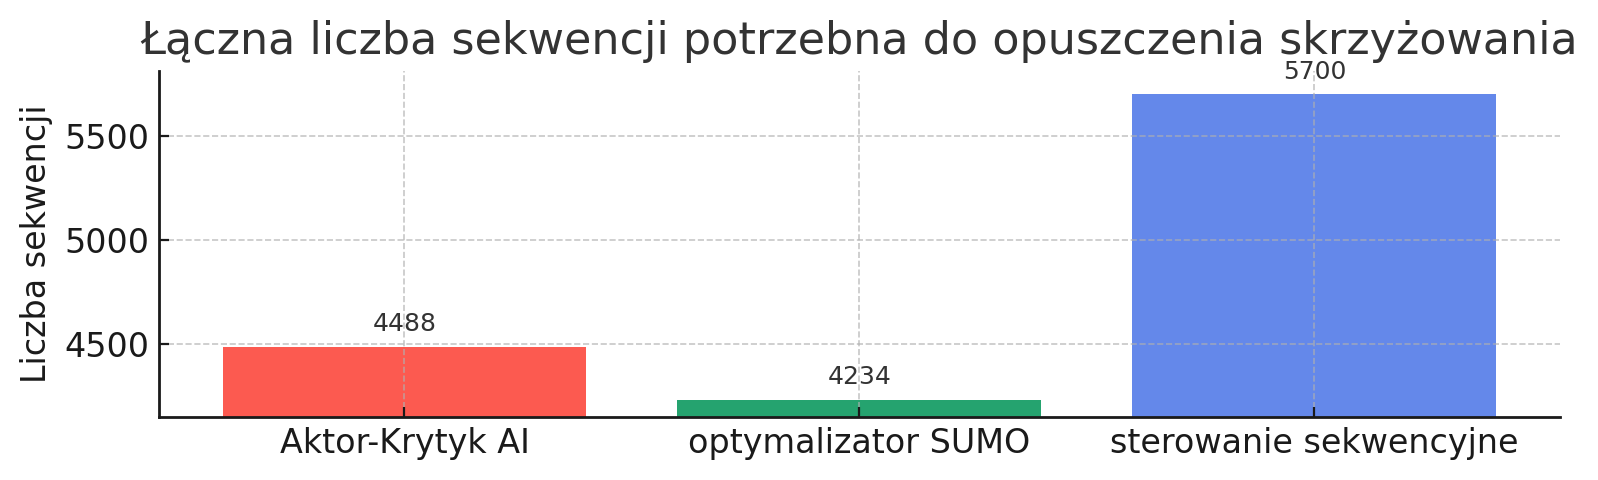 Łączna liczba sekwencji potrzebna do opuszczenia skrzyżowania
Liczba sekwencji
5500
5000
4500
4488
4234
5700
Aktor-Krytyk AI
optymalizator SUMO
sterowanie sekwencyjne